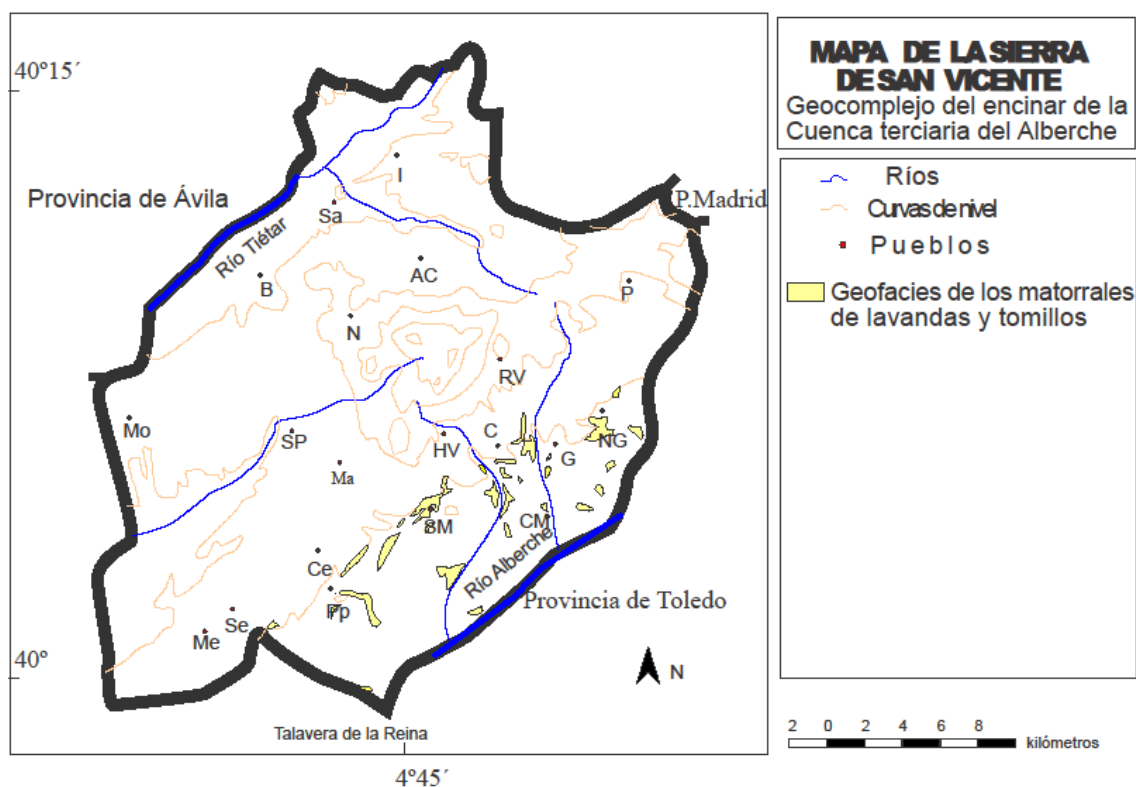 MAPA DE LA SIERRA
DE SAN VICENTE
Geocomplejo del encinar de la
Cuenca terciaria del Alberche
Ríos
Curvas de nivel
Pueblos
Geofacies de los matorrales
de lavandas y tomillos
40º15´
Provincia de Ávila
P.Madrid
I
Sa
Río Tiétar
AC
B
P
N
RV
Mo
SP
HV
C
G
NG
Ma
SM
CM
Ce
Río Alberche
Pp
Provincia de Toledo
Se
Me
40º
N
Talavera de la Reina
4º45´
2 0 2 4 6 8
kilómetros